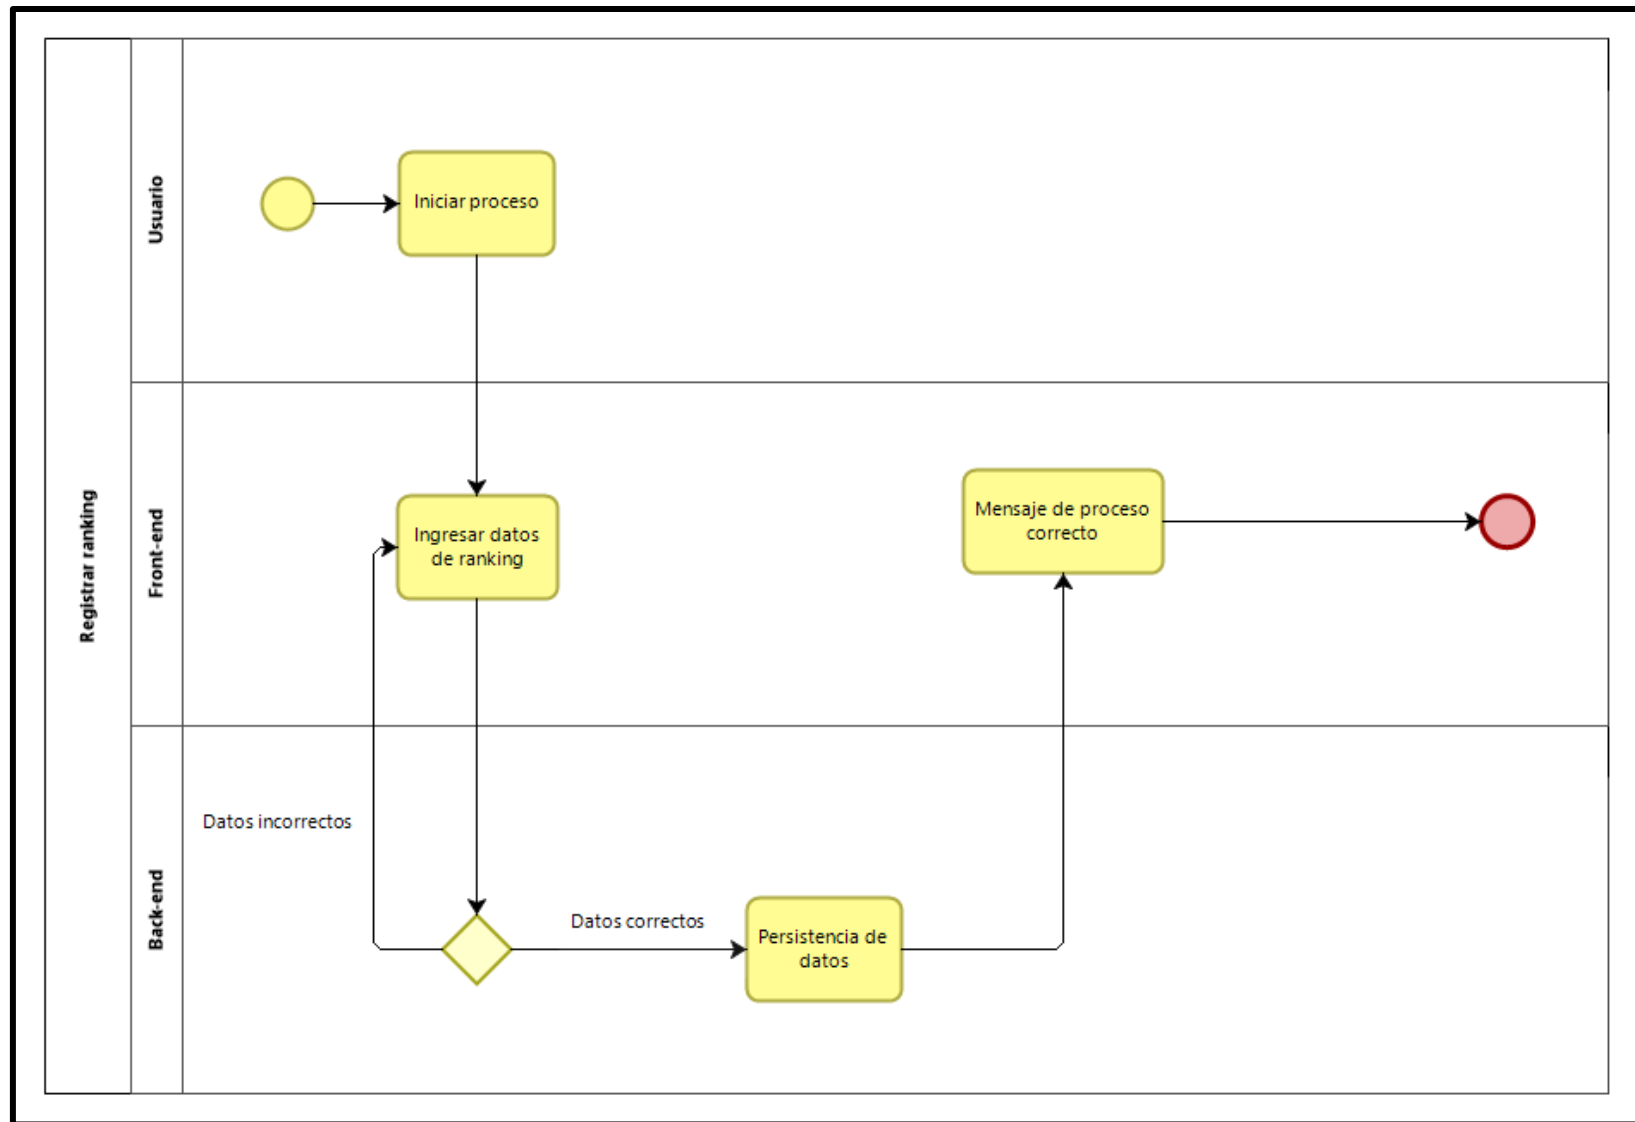 Registrar ranking
Usuario
Iniciar proceso
Front-end
Ingresar datos
de ranking
Mensaje de proceso
correcto
Back-end
Datos incorrectos
Datos correctos
Persistencia de
datos